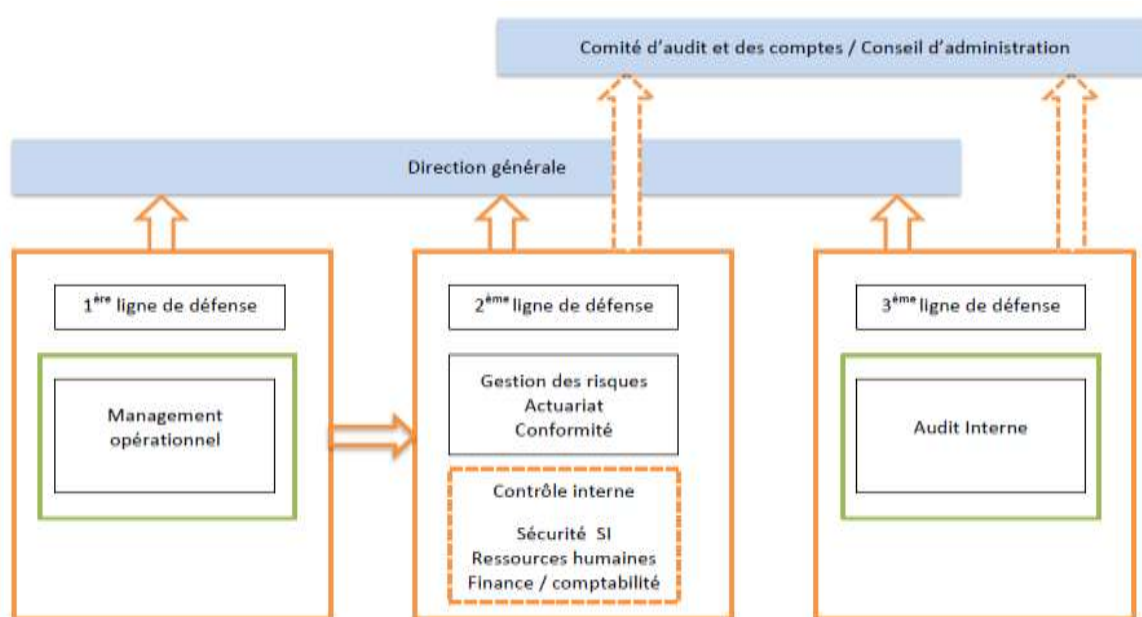 Comité d'audit et des comptes / Conseil d'administration
Direction générale
1ère ligne de défense
Management
opérationnel
2ème ligne de défense
Gestion des risques
Actuariat
Conformité
Contrôle interne
Sécurité SI
Ressources humaines
Finance / comptabilité
3ème ligne de défense
Audit Interne